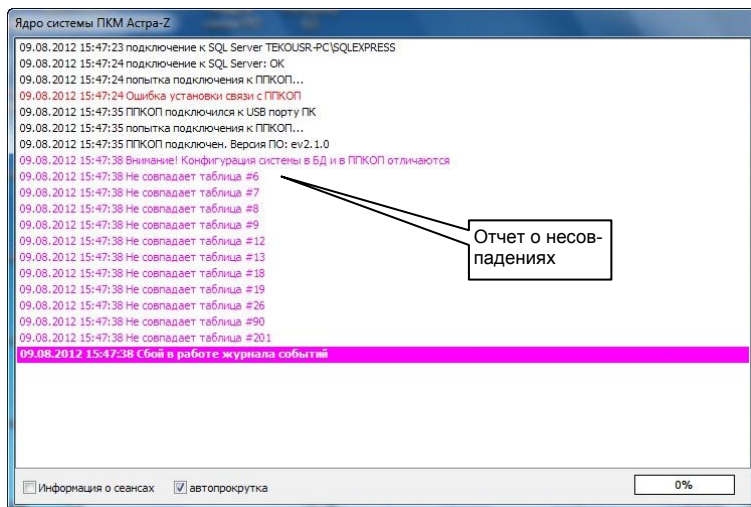 Ядро системы ПКМ Астра-Z
09.08.2012 15:47:23 подключение к SQL Server TEKOUSR-PC\SQLEXPRESS
09.08.2012 15:47:24 подключение к SQL Server: OK
09.08.2012 15:47:24 попытка подключения к ППКОП...
09.08.2012 15:47:24 Ошибка установки связи с ППКОП
09.08.2012 15:47:35 ППКОП подключился к USB порту ПК
09.08.2012 15:47:35 попытка подключения к ППКОП...
09.08.2012 15:47:35 ППКОП подключен. Версия ПО: ev2.1.0
09.08.2012 15:47:38 Внимание! Конфигурация системы в БД и в ППКОП отличаются
09.08.2012 15:47:38 Не совпадает таблица #6
09.08.2012 15:47:38 Не совпадает таблица #7
09.08.2012 15:47:38 Не совпадает таблица #8
09.08.2012 15:47:38 Не совпадает таблица #9
09.08.2012 15:47:38 Не совпадает таблица #12
09.08.2012 15:47:38 Не совпадает таблица #13
09.08.2012 15:47:38 Не совпадает таблица #18
09.08.2012 15:47:38 Не совпадает таблица #19
09.08.2012 15:47:38 Не совпадает таблица #26
09.08.2012 15:47:38 Не совпадает таблица #90
09.08.2012 15:47:38 Не совпадает таблица #201
09.08.2012 15:47:38 Сбой в работе журнала событий
Отчет о несов-
падениях
Информация о сеансах автопрокрутка 0%